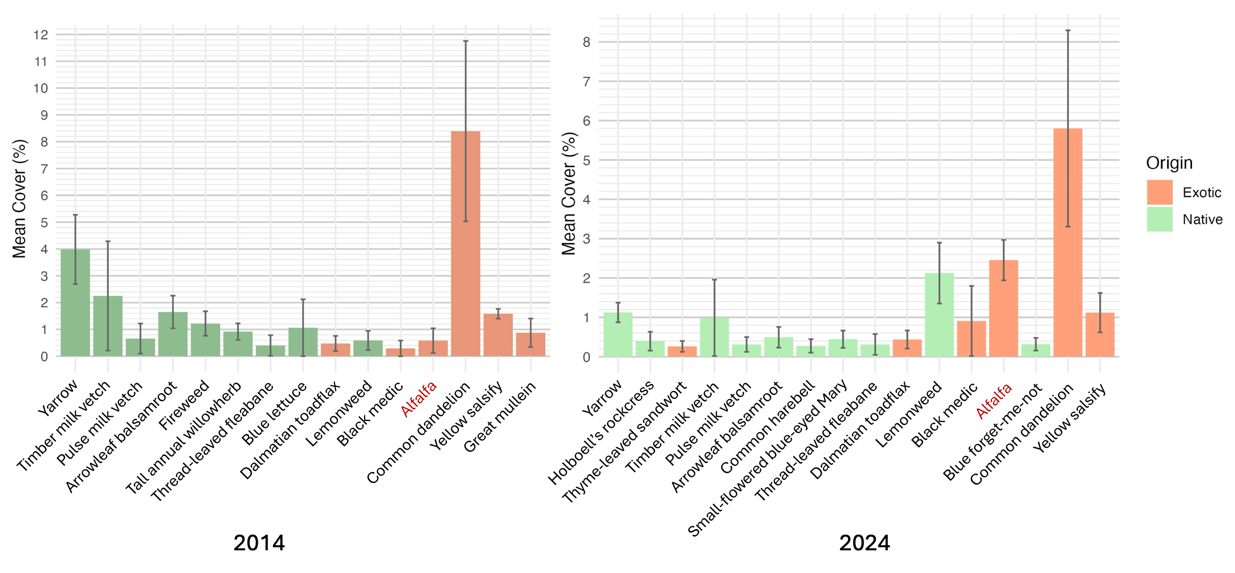 Mean Cover (%)
12
11
10
9
8
7
6
5
4
3
2
1
0
Yarrow
Timber milk vetch
Pulse milk vetch
Arrowleaf balsamroot
Fireweed
Tall annual willowherb
Thread-leaved fleabane
Blue lettuce
Dalmatian toadflax
Lemonweed
Black medic
Alfalfa
Common dandelion
Yellow salsify
Great mullein
2014
Mean Cover (%)
8
7
6
5
4
3
2
1
0
Yarrow
Holboell's rockcress
Thyme-leaved sandwort
Timber milk vetch
Pulse milk vetch
Arrowleaf balsamroot
Common harebell
Small-flowered blue-eyed Mary
Thread-leaved fleabane
Dalmatian toadflax
Lemonweed
Black medic
Alfalfa
Blue forget-me-not
Common dandelion
Yellow salsify
2024
Origin
Exotic
Native